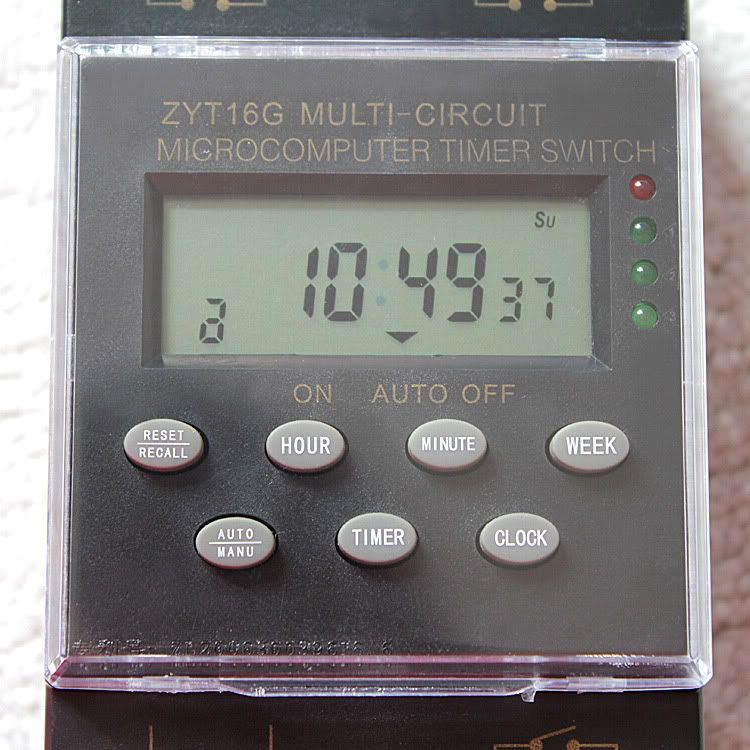 ZYT16G MULTI-CIRCUIT
MICROCOMPUTER TIMER SWITCH
SU
10:49 37
a
ON AUTO OFF
RESET
RECALL
HOUR
MINUTE
WEEK
AUTO
MANU
TIMER
CLOCK